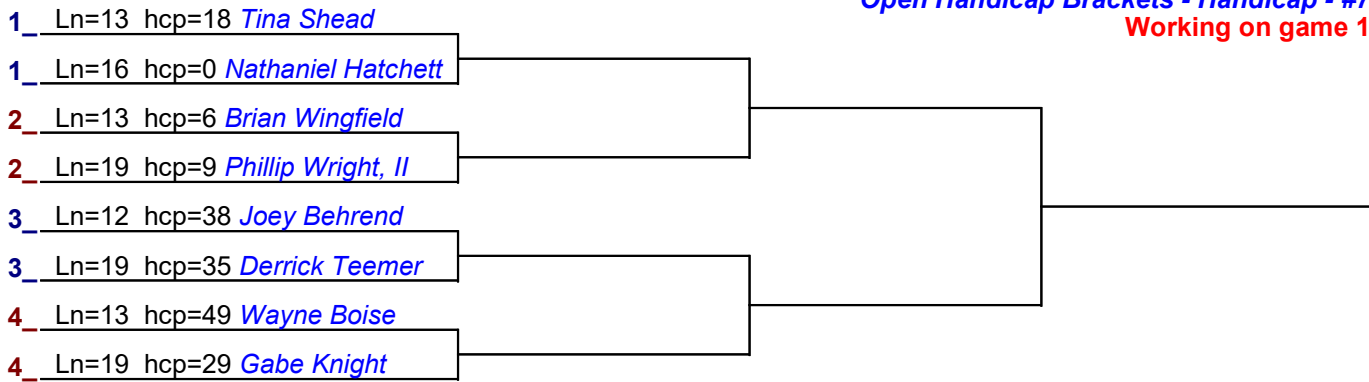 Open Handicap Brackets - Handicap - #7
Working on game 1
1_ Ln=13 hcp=18 Tina Shead
1_ Ln=16 hcp=0 Nathaniel Hatchett
2_ Ln=13 hcp=6 Brian Wingfield
2_ Ln=19 hcp=9 Phillip Wright, II
3_ Ln=12 hcp=38 Joey Behrend
3_ Ln=19 hcp=35 Derrick Teemer
4_ Ln=13 hcp=49 Wayne Boise
4_ Ln=19 hcp=29 Gabe Knight